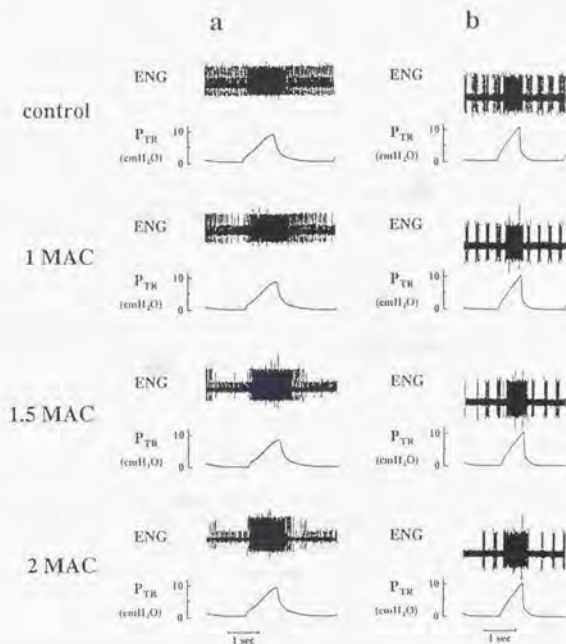 a b
ENG ENG
control
P_TR P_TR
10 10
(cmH₂O) (cmH₂O)
0 0
ENG ENG
1 MAC
P_TR P_TR
10 10
(cmH₂O) (cmH₂O)
0 0
ENG ENG
1.5 MAC
P_TR P_TR
10 10
(cmH₂O) (cmH₂O)
0 0
ENG ENG
2 MAC
P_TR P_TR
10 10
(cmH₂O) (cmH₂O)
0 0
1 sec 1 sec